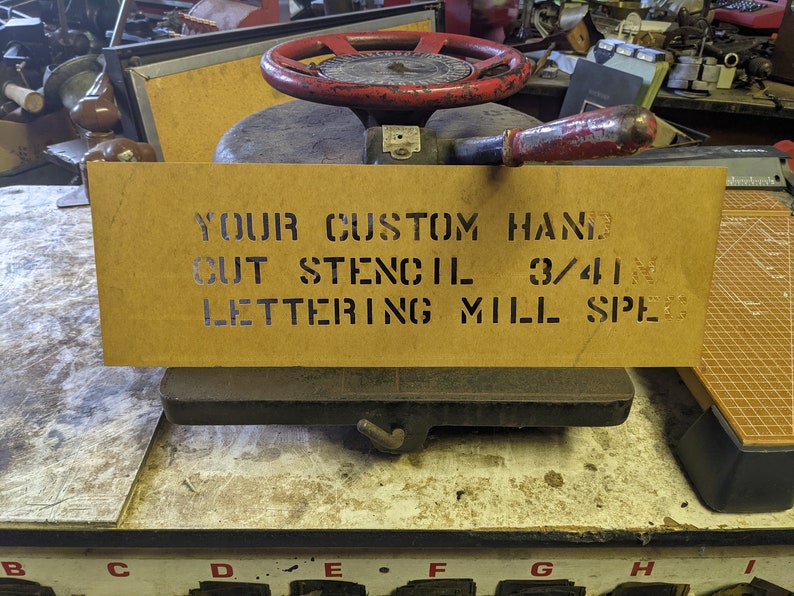 YOUR CUSTOM HAND
CUT STENCIL 3/4IN
LETTERING MILL SPEC
B C D E F G H I